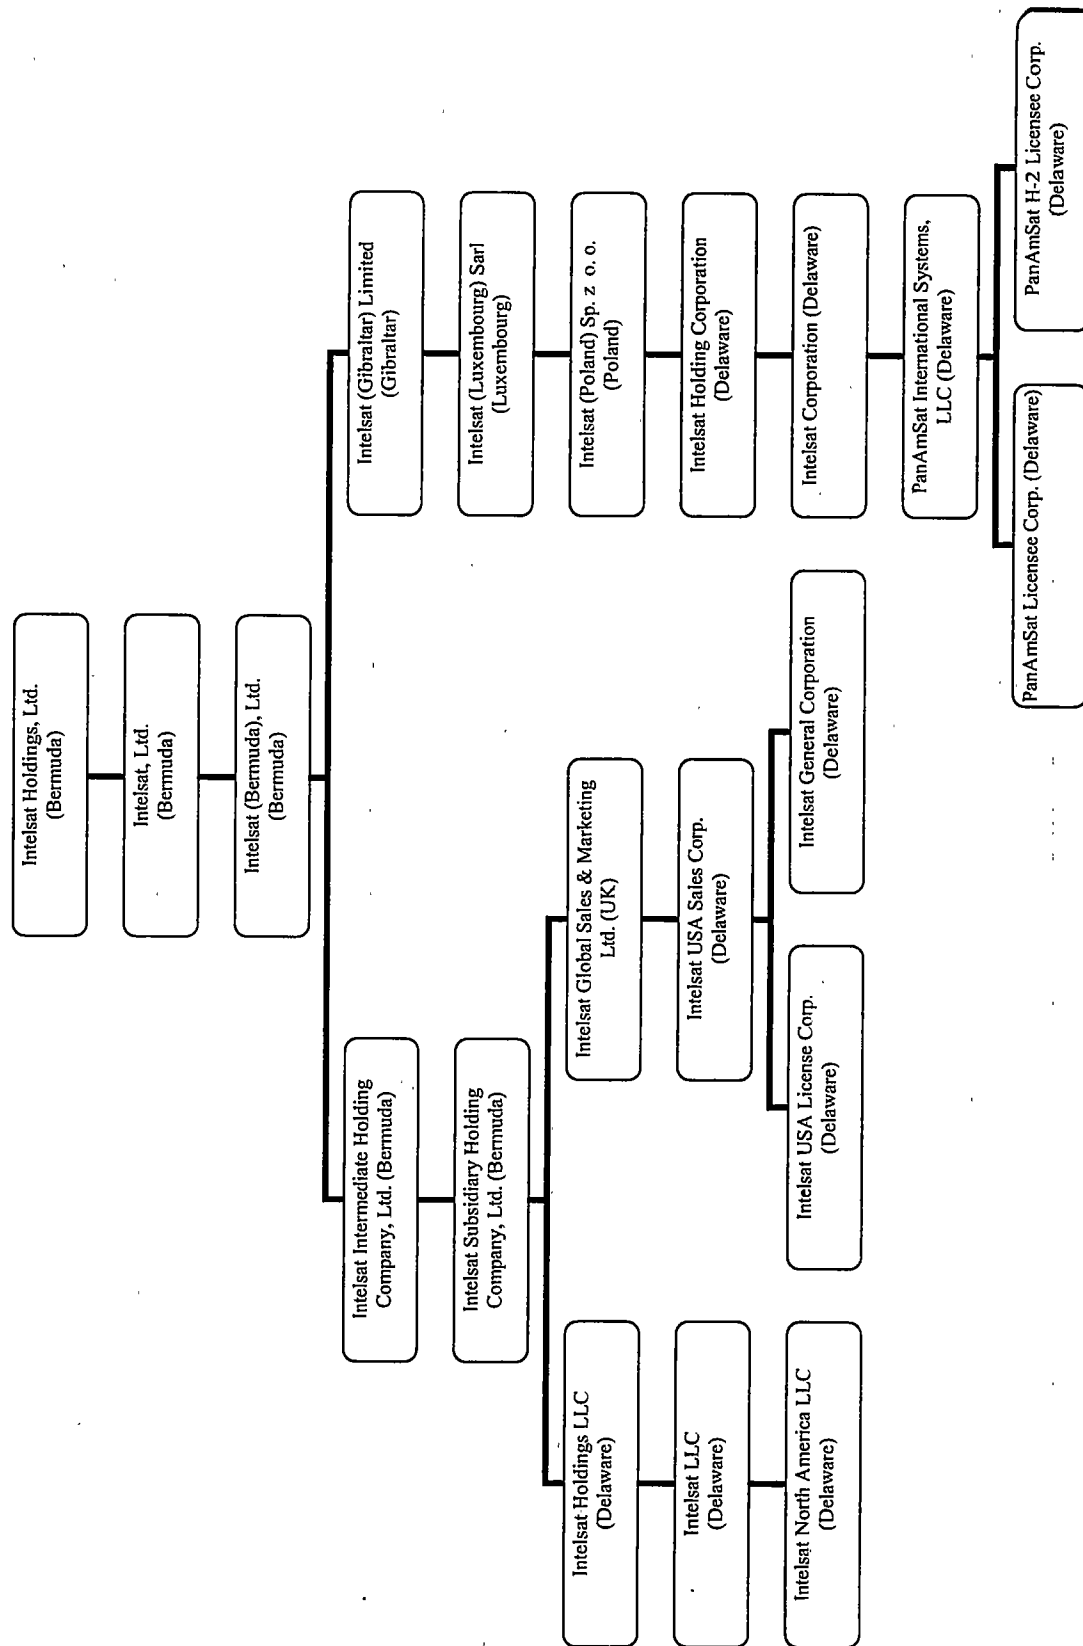 Intelsat Holdings, Ltd.
(Bermuda)
Intelsat, Ltd.
(Bermuda)
Intelsat (Bermuda), Ltd.
(Bermuda)
Intelsat Intermediate Holding
Company, Ltd. (Bermuda)
Intelsat (Gibraltar) Limited
(Gibraltar)
Intelsat Subsidiary Holding
Company, Ltd. (Bermuda)
Intelsat (Luxembourg) Sarl
(Luxembourg)
Intelsat Holdings LLC
(Delaware)
Intelsat Global Sales & Marketing
Ltd. (UK)
Intelsat (Poland) Sp. z o. o.
(Poland)
Intelsat LLC
(Delaware)
Intelsat USA Sales Corp.
(Delaware)
Intelsat Holding Corporation
(Delaware)
Intelsat North America LLC
(Delaware)
Intelsat USA License Corp.
(Delaware)
Intelsat General Corporation
(Delaware)
Intelsat Corporation (Delaware)
PanAmSat International Systems,
LLC (Delaware)
PanAmSat Licensee Corp. (Delaware)
PanAmSat H-2 Licensee Corp.
(Delaware)